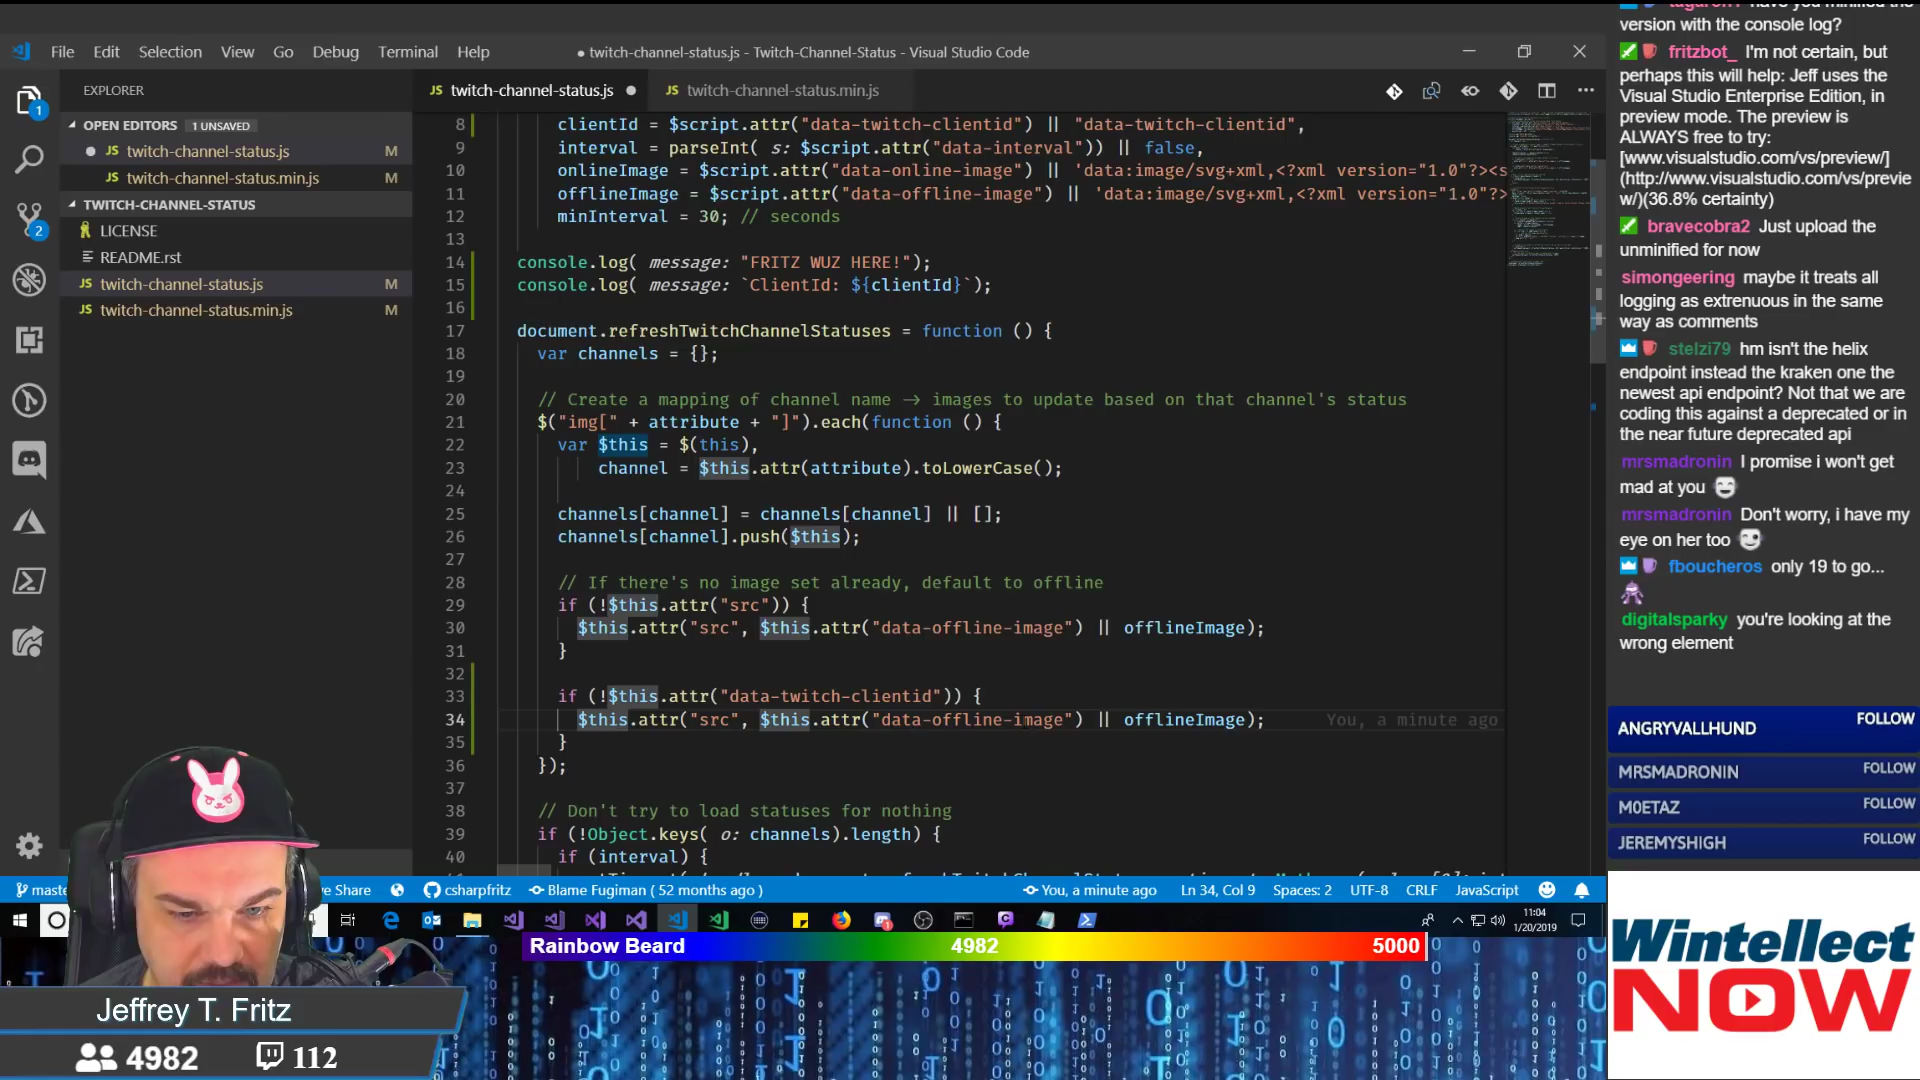 File Edit Selection View Go Debug Terminal Help
● twitch-channel-status.js - Twitch-Channel-Status - Visual Studio Code
EXPLORER
OPEN EDITORS 1 UNSAVED
JS twitch-channel-status.js M
JS twitch-channel-status.min.js M
TWITCH-CHANNEL-STATUS
LICENSE
README.rst
JS twitch-channel-status.js M
JS twitch-channel-status.min.js M
1
2
JS twitch-channel-status.js ●
JS twitch-channel-status.min.js
8 clientId = $script.attr("data-twitch-clientid") || "data-twitch-clientid",
9 interval = parseInt( s: $script.attr("data-interval")) || false,
10 onlineImage = $script.attr("data-online-image") || 'data:image/svg+xml,<?xml version="1.0"?><s
11 offlineImage = $script.attr("data-offline-image") || 'data:image/svg+xml,<?xml version="1.0"?>
12 minInterval = 30; // seconds
13
14 console.log( message: "FRITZ WUZ HERE!");
15 console.log( message: `ClientId: ${clientId}`);
16
17 document.refreshTwitchChannelStatuses = function () {
18 var channels = {};
19
20 // Create a mapping of channel name -> images to update based on that channel's status
21 $("img[" + attribute + "]").each(function () {
22 var $this = $(this),
23 channel = $this.attr(attribute).toLowerCase();
24
25 channels[channel] = channels[channel] || [];
26 channels[channel].push($this);
27
28 // If there's no image set already, default to offline
29 if (!$this.attr("src")) {
30 $this.attr("src", $this.attr("data-offline-image") || offlineImage);
31 }
32
33 if (!$this.attr("data-twitch-clientid")) {
34 $this.attr("src", $this.attr("data-offline-image") || offlineImage); You, a minute ago
35 }
36 });
37
38 // Don't try to load statuses for nothing
39 if (!Object.keys( o: channels).length) {
40 if (interval) {
maste
ve Share
csharpfritz
Blame Fugiman ( 52 months ago )
You, a minute ago
Ln 34, Col 9
Spaces: 2
UTF-8
CRLF
JavaScript
11:04
1/20/2019
Rainbow Beard 4982 5000
Jeffrey T. Fritz
4982 112
version with the console log?
fritzbot_ I'm not certain, but
perhaps this will help: Jeff uses the
Visual Studio Enterprise Edition, in
preview mode. The preview is
ALWAYS free to try:
[www.visualstudio.com/vs/preview/]
(http://www.visualstudio.com/vs/previe
w/)(36.8% certainty)
bravecobra2 Just upload the
unminified for now
simongeering maybe it treats all
logging as extrenuous in the same
way as comments
stelzi79 hm isn't the helix
endpoint instead the kraken one the
newest api endpoint? Not that we are
coding this against a deprecated or in
the near future deprecated api
mrsmadronin I promise i won't get
mad at you
mrsmadronin Don't worry, i have my
eye on her too
fboucheros only 19 to go...
digitalsparky you're looking at the
wrong element
ANGRYVALLHUND FOLLOW
MRSMADRONIN FOLLOW
M0ETAZ FOLLOW
JEREMYSHIGH FOLLOW
Wintellect
NOW